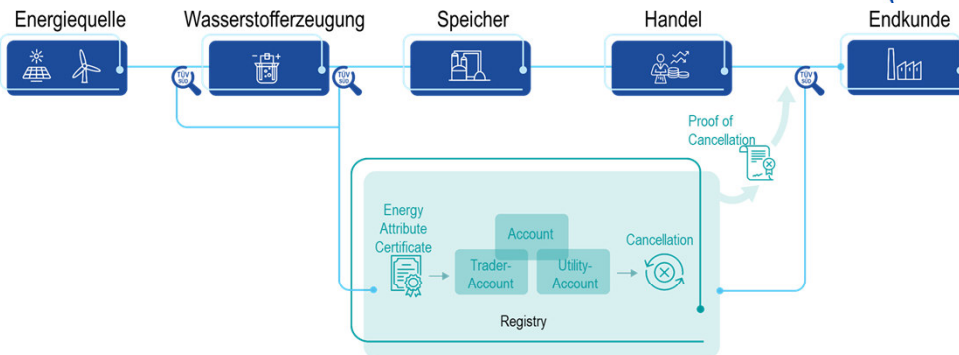 Energiequelle
Wasserstofferzeugung
Speicher
Handel
Endkunde
TÜV
SÜD
TÜV
SÜD
TÜV
SÜD
Proof of
Cancellation
Energy
Attribute
Certificate
Account
Trader-
Account
Utility-
Account
Cancellation
Registry